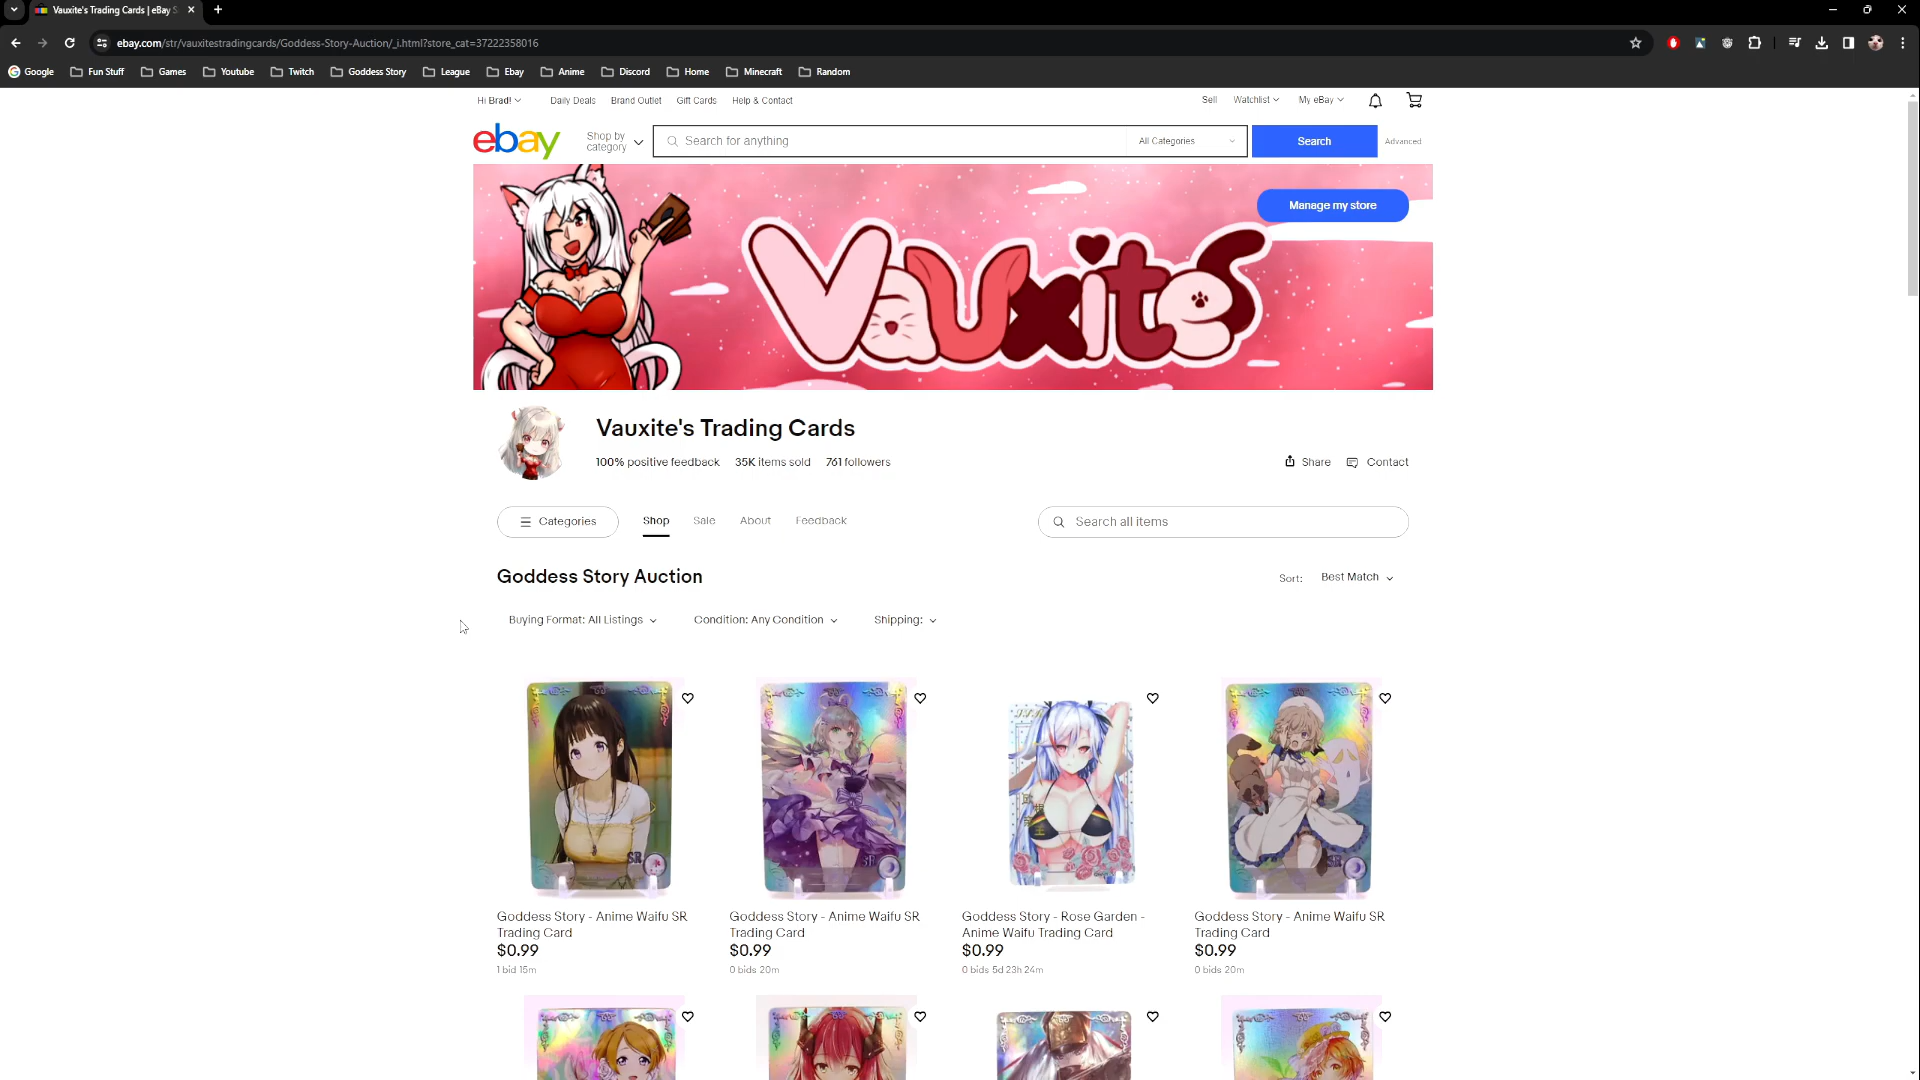 Vauxite's Trading Cards | eBay S
ebay.com/str/vauxitestradingcards/Goddess-Story-Auction/_i.html?store_cat=37222358016
Google Fun Stuff Games Youtube Twitch Goddess Story League Ebay Anime Discord Home Minecraft Random
Hi Brad! Daily Deals Brand Outlet Gift Cards Help & Contact Sell Watchlist My eBay
ebay Shop by category Search for anything All Categories Search Advanced
Manage my store
Vauxite
Vauxite's Trading Cards
100% positive feedback 35K items sold 761 followers Share Contact
Categories Shop Sale About Feedback Search all items
Goddess Story Auction Sort: Best Match
Buying Format: All Listings Condition: Any Condition Shipping:
SR SR SR
Goddess Story - Anime Waifu SR
Trading Card
$0.99
1 bid 15m
Goddess Story - Anime Waifu SR
Trading Card
$0.99
0 bids 20m
Goddess Story - Rose Garden -
Anime Waifu Trading Card
$0.99
0 bids 5d 23h 24m
Goddess Story - Anime Waifu SR
Trading Card
$0.99
0 bids 20m